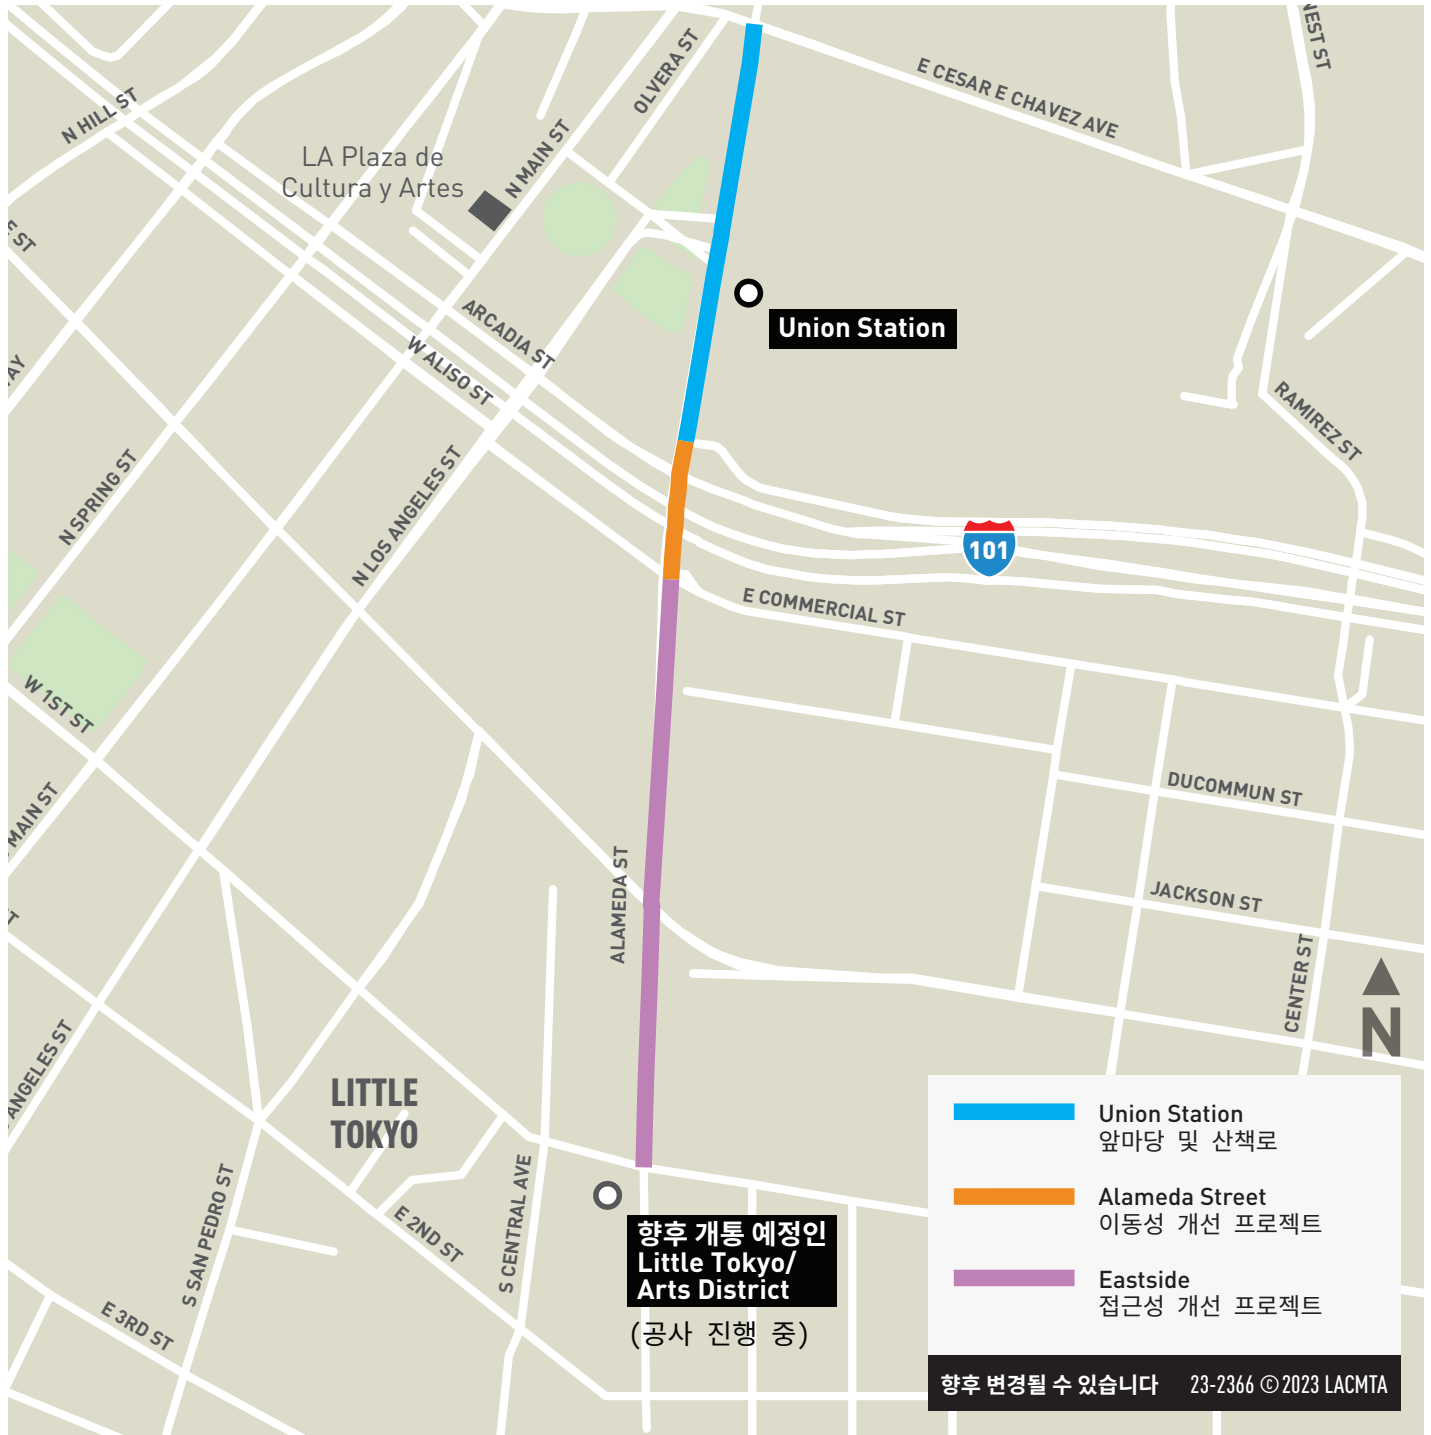 NEST ST
OLVERA ST
E CESAR E CHAVEZ AVE
N HILL ST
LA Plaza de
Cultura y Artes
N MAIN ST
E ST
Union Station
ARCADIA ST
W ALISO ST
AY
RAMIREZ ST
N SPRING ST
N LOS ANGELES ST
101
E COMMERCIAL ST
W 1ST ST
MAIN ST
DUCOMMUN ST
ALAMEDA ST
JACKSON ST
T
CENTER ST
N
ANGELES ST
LITTLE
TOKYO
S SAN PEDRO ST
E 2ND ST
S CENTRAL AVE
E 3RD ST
향후 개통 예정인
Little Tokyo/
Arts District
(공사 진행 중)
Union Station
앞마당 및 산책로
Alameda Street
이동성 개선 프로젝트
Eastside
접근성 개선 프로젝트
향후 변경될 수 있습니다 23-2366 ©2023 LACMTA